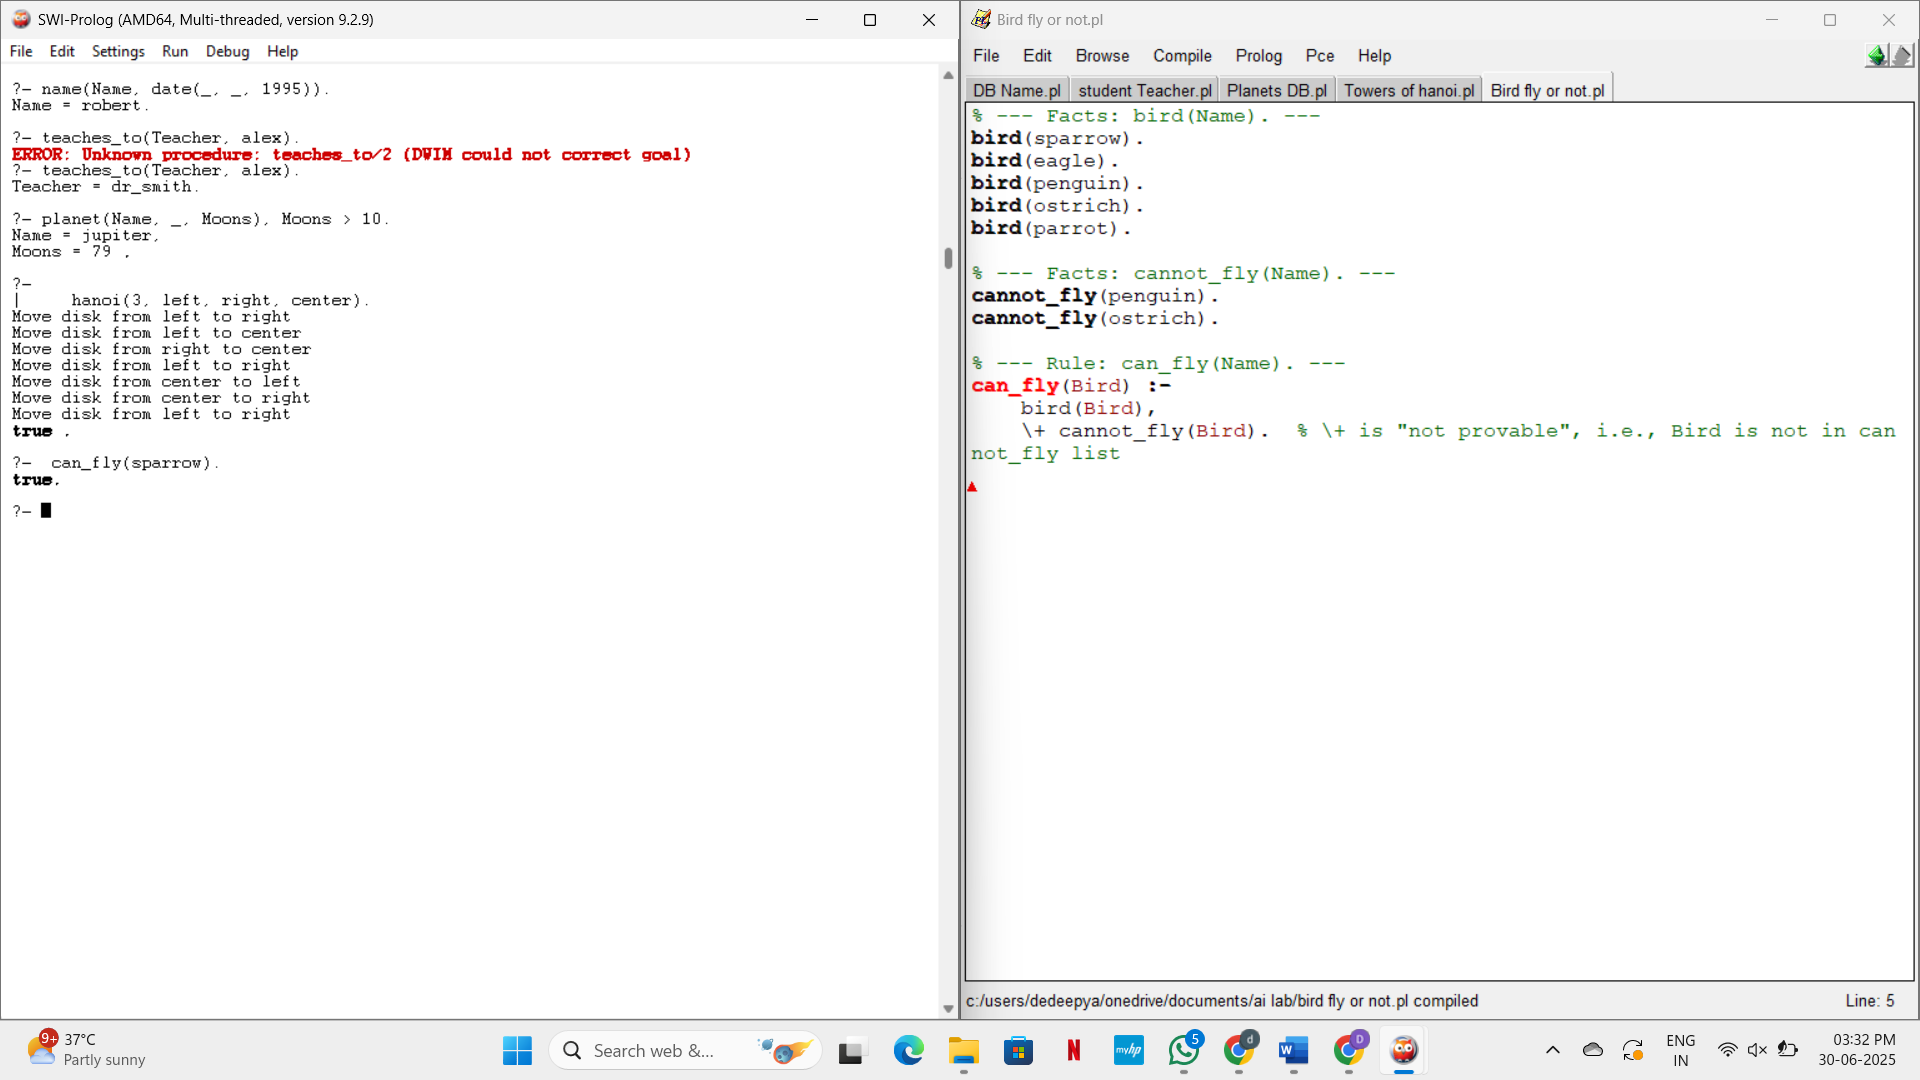 SWI-Prolog (AMD64, Multi-threaded, version 9.2.9)
File Edit Settings Run Debug Help
?- name(Name, date(_, _, 1995)).
Name = robert.
?- teaches_to(Teacher, alex).
ERROR: Unknown procedure: teaches_to/2 (DWIM could not correct goal)
?- teaches_to(Teacher, alex).
Teacher = dr_smith.
?- planet(Name, _, Moons), Moons > 10.
Name = jupiter,
Moons = 79 .
?-
|     hanoi(3, left, right, center).
Move disk from left to right
Move disk from left to center
Move disk from right to center
Move disk from left to right
Move disk from center to left
Move disk from center to right
Move disk from left to right
true .
?-  can_fly(sparrow).
true.
?-
Bird fly or not.pl
File Edit Browse Compile Prolog Pce Help
DB Name.pl student Teacher.pl Planets DB.pl Towers of hanoi.pl Bird fly or not.pl
% --- Facts: bird(Name). ---
bird(sparrow).
bird(eagle).
bird(penguin).
bird(ostrich).
bird(parrot).
% --- Facts: cannot_fly(Name). ---
cannot_fly(penguin).
cannot_fly(ostrich).
% --- Rule: can_fly(Name). ---
can_fly(Bird) :-
    bird(Bird),
    \+ cannot_fly(Bird).  % \+ is "not provable", i.e., Bird is not in can
not_fly list
c:/users/dedeepya/onedrive/documents/ai lab/bird fly or not.pl compiled
Line: 5
9+
37°C
Partly sunny
Search web &...
N
myhp
5
d
W
D
ENG
IN
03:32 PM
30-06-2025